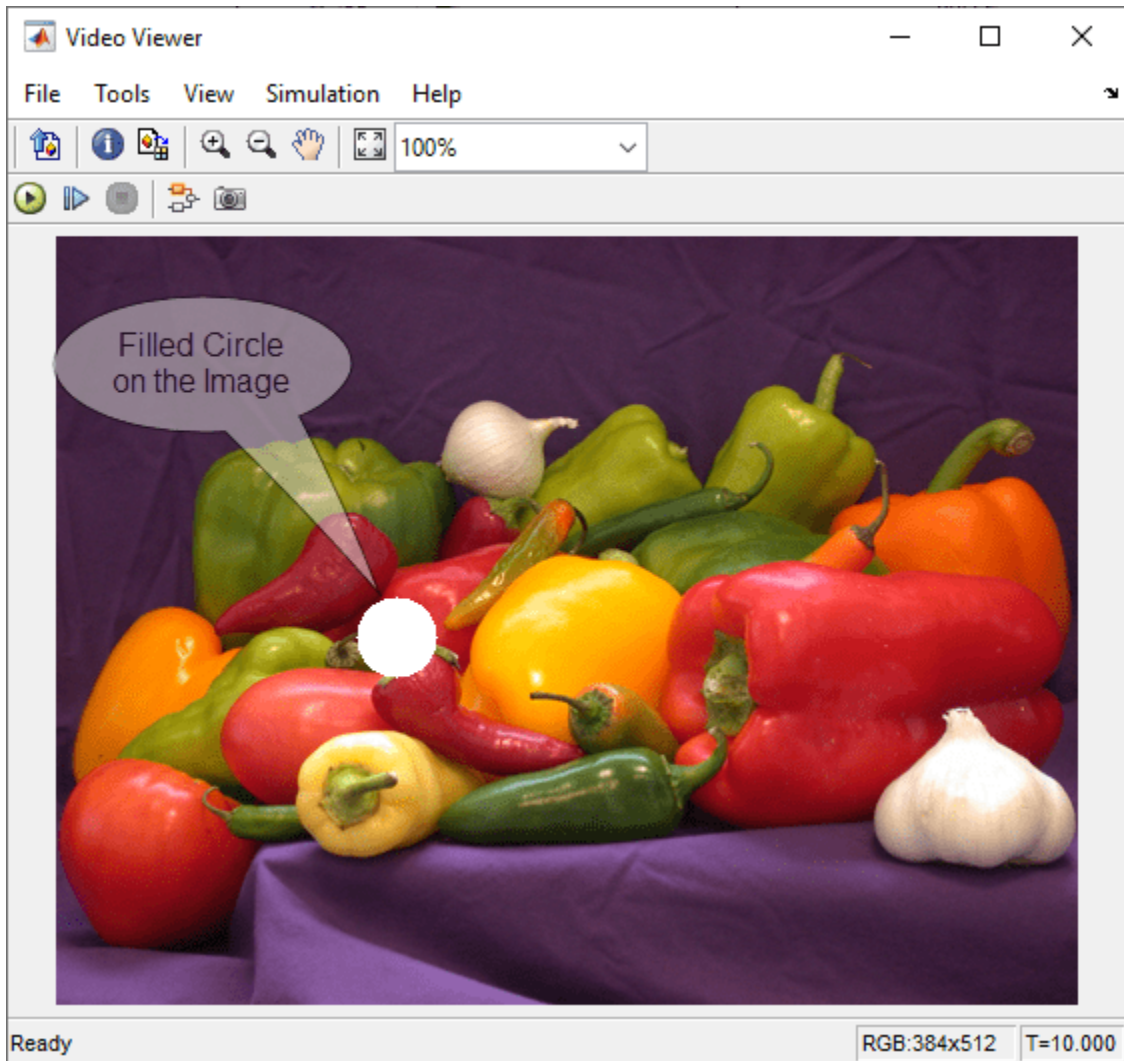 Video Viewer
File Tools View Simulation Help
100%
Filled Circle
on the Image
Ready RGB:384x512 T=10.000